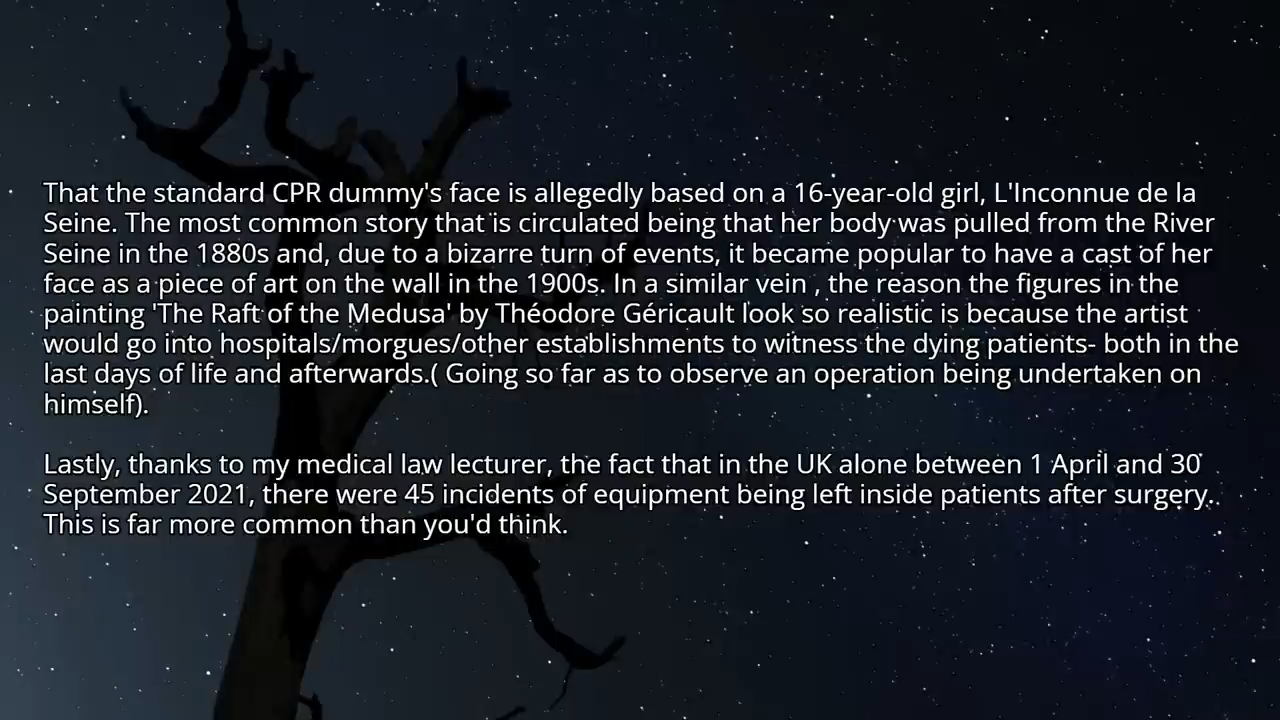 That the standard CPR dummy's face is allegedly based on a 16-year-old girl, L'Inconnue de la
Seine. The most common story that is circulated being that her body was pulled from the River
Seine in the 1880s and, due to a bizarre turn of events, it became popular to have a cast of her
face as a piece of art on the wall in the 1900s. In a similar vein , the reason the figures in the
painting 'The Raft of the Medusa' by Théodore Géricault look so realistic is because the artist
would go into hospitals/morgues/other establishments to witness the dying patients- both in the
last days of life and afterwards.( Going so far as to observe an operation being undertaken on
himself).

Lastly, thanks to my medical law lecturer, the fact that in the UK alone between 1 April and 30
September 2021, there were 45 incidents of equipment being left inside patients after surgery.
This is far more common than you'd think.